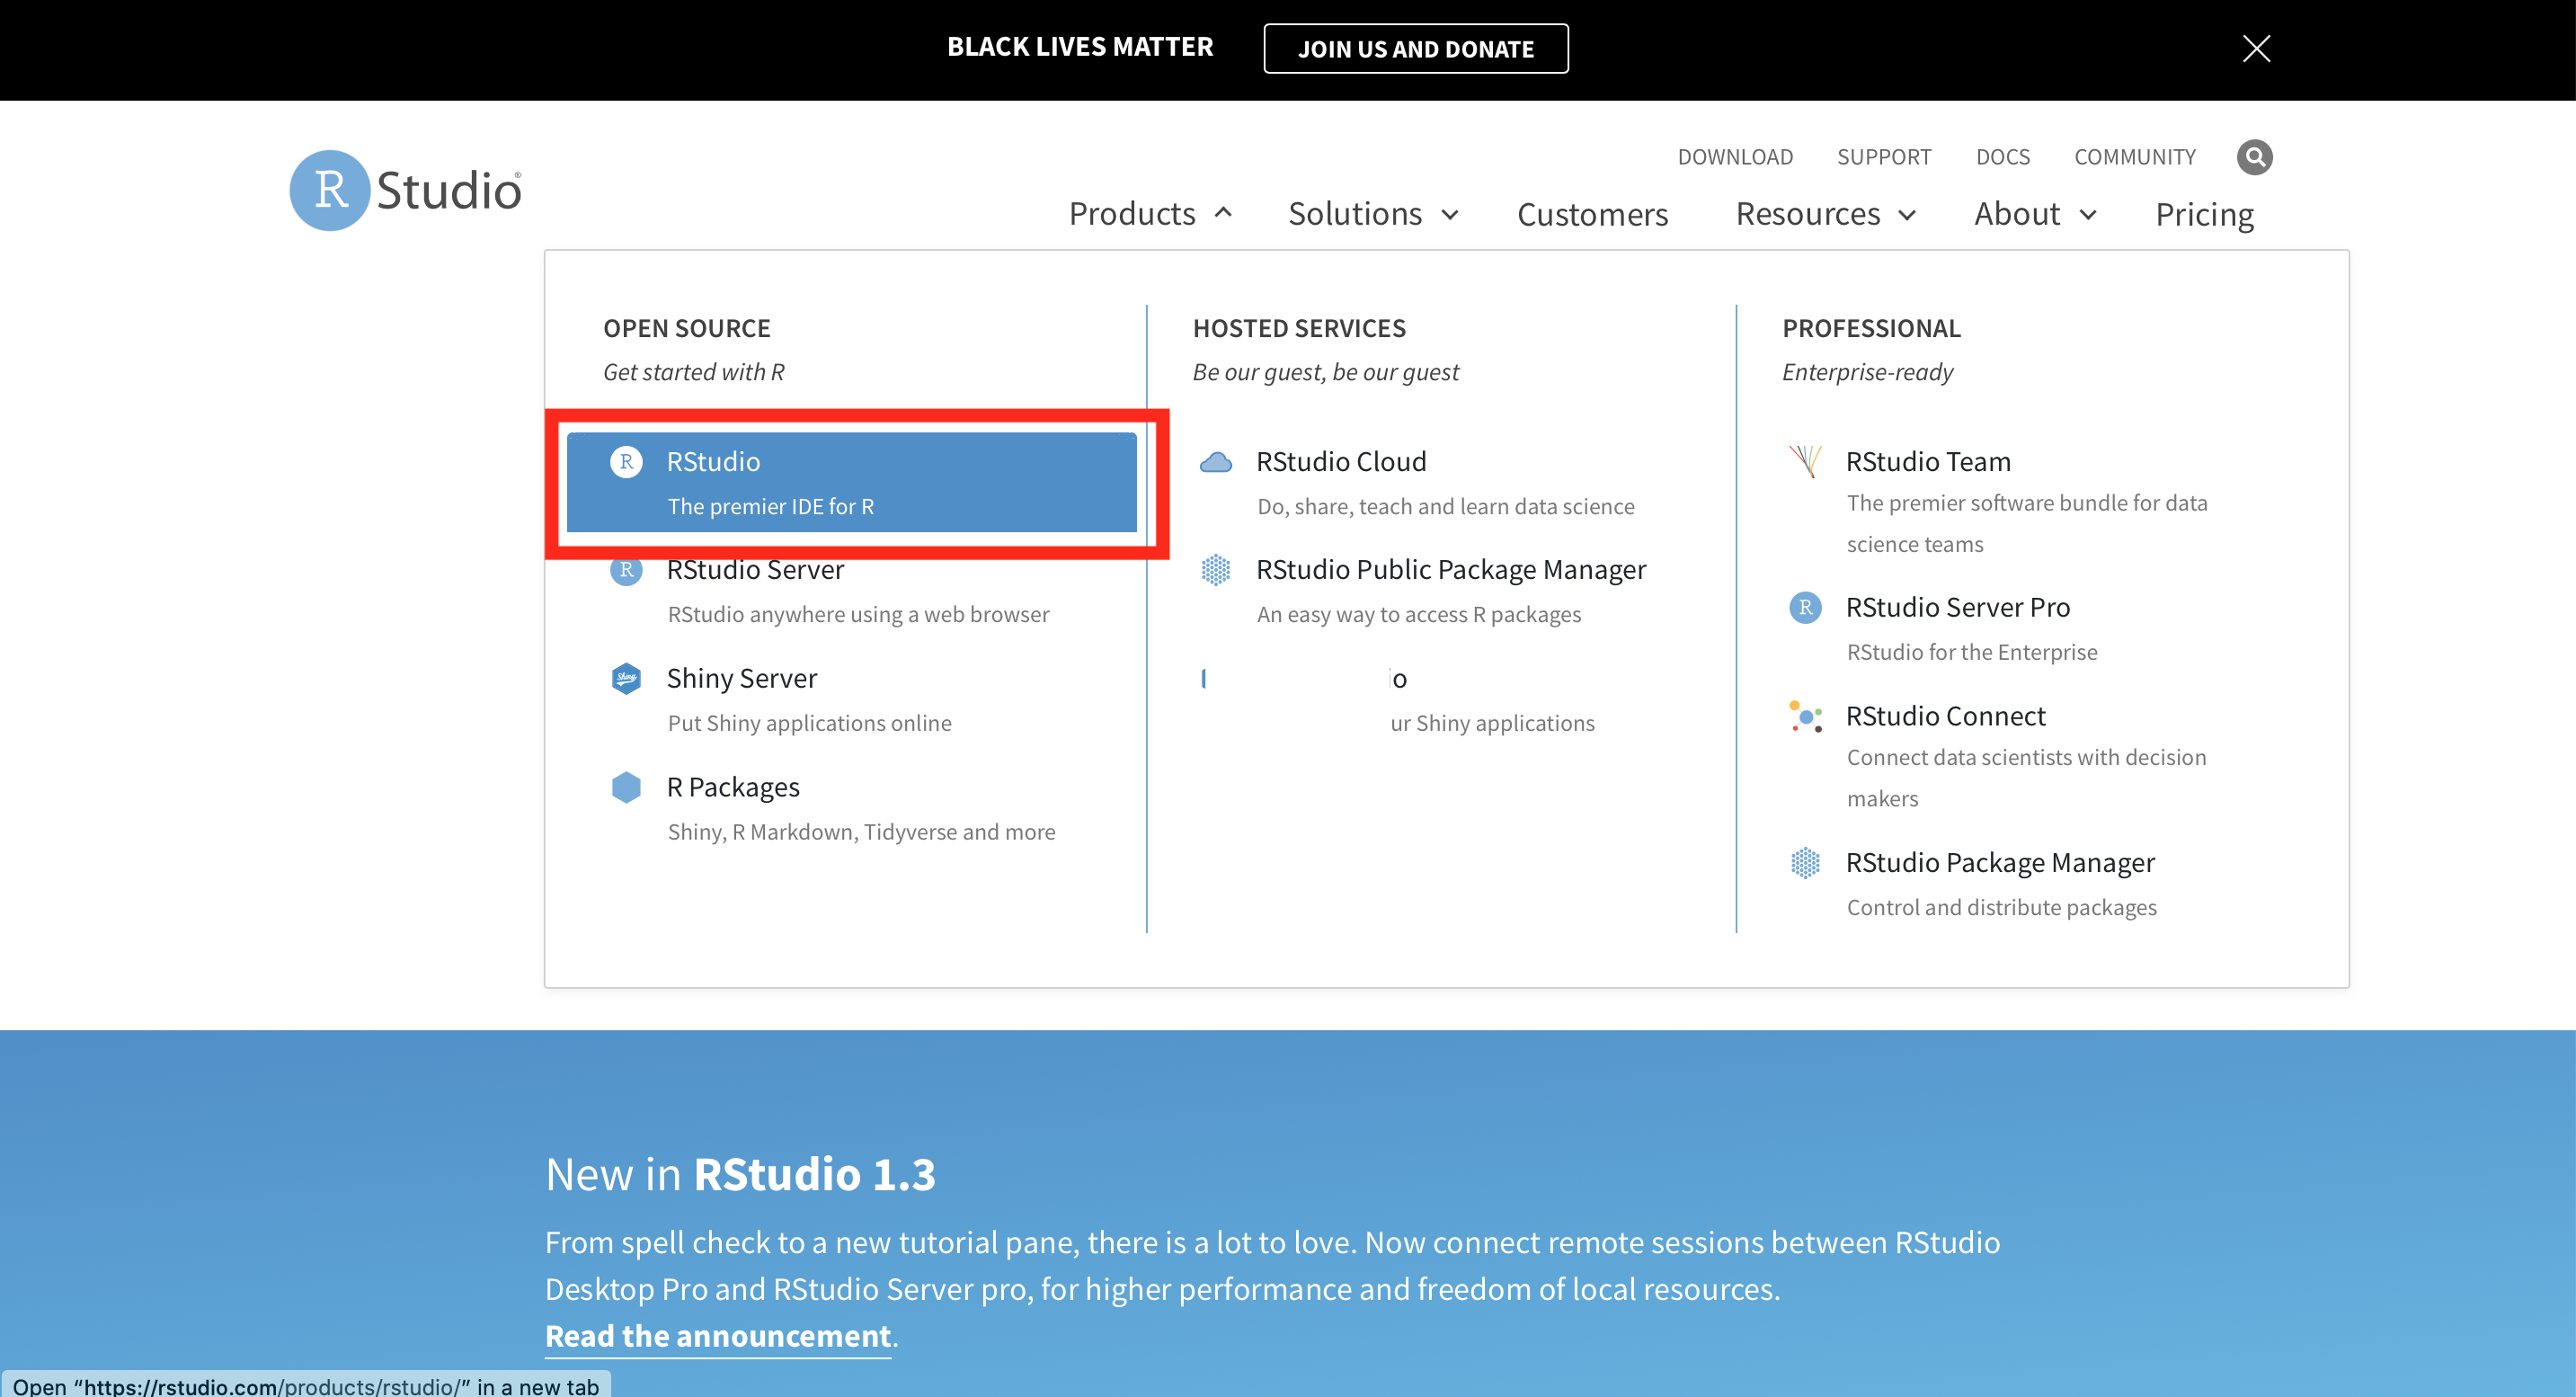 BLACK LIVES MATTER
JOIN US AND DONATE
R Studio®
DOWNLOAD SUPPORT DOCS COMMUNITY
Products Solutions Customers Resources About Pricing
OPEN SOURCE
Get started with R
R RStudio
The premier IDE for R
R RStudio Server
RStudio anywhere using a web browser
Shiny Shiny Server
Put Shiny applications online
R Packages
Shiny, R Markdown, Tidyverse and more
HOSTED SERVICES
Be our guest, be our guest
RStudio Cloud
Do, share, teach and learn data science
RStudio Public Package Manager
An easy way to access R packages
o
ur Shiny applications
PROFESSIONAL
Enterprise-ready
RStudio Team
The premier software bundle for data
science teams
R RStudio Server Pro
RStudio for the Enterprise
RStudio Connect
Connect data scientists with decision
makers
RStudio Package Manager
Control and distribute packages
New in RStudio 1.3
From spell check to a new tutorial pane, there is a lot to love. Now connect remote sessions between RStudio
Desktop Pro and RStudio Server pro, for higher performance and freedom of local resources.
Read the announcement.
Open “https://rstudio.com/products/rstudio/” in a new tab